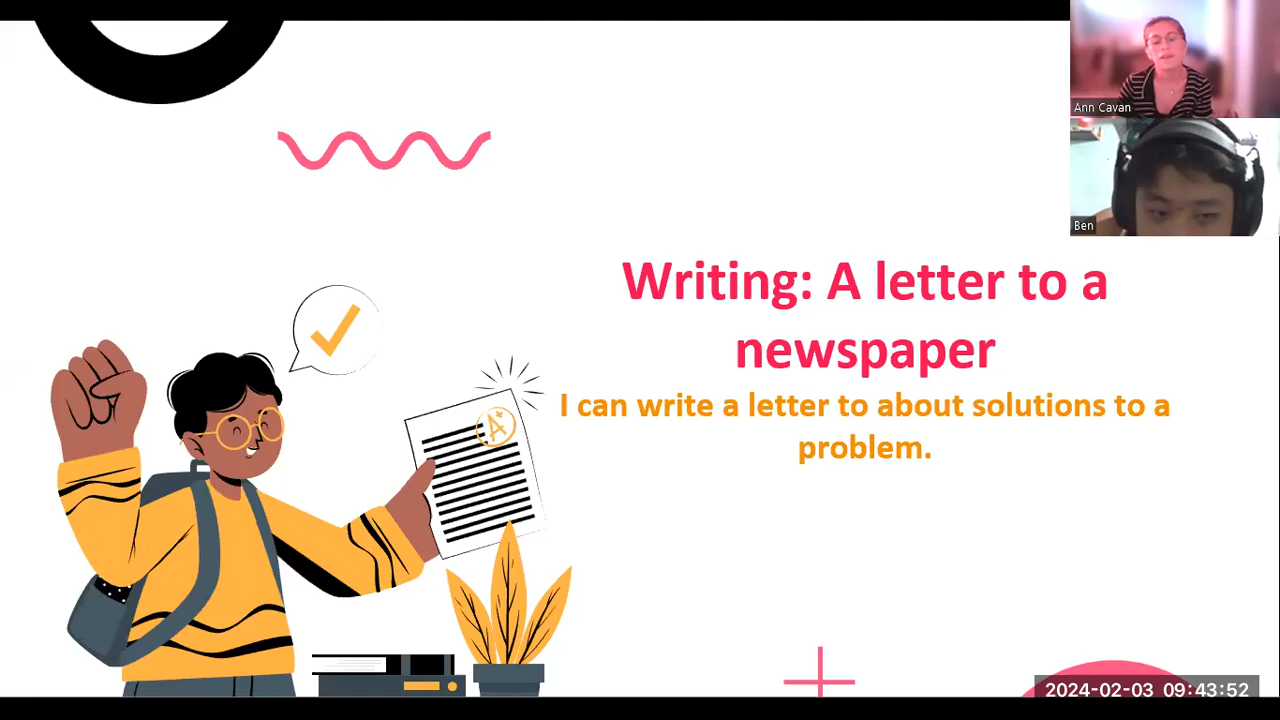 Ann Cavan
Ben
Writing: A letter to a
newspaper
I can write a letter to about solutions to a
problem.
A+
2024-02-03 09:43:52